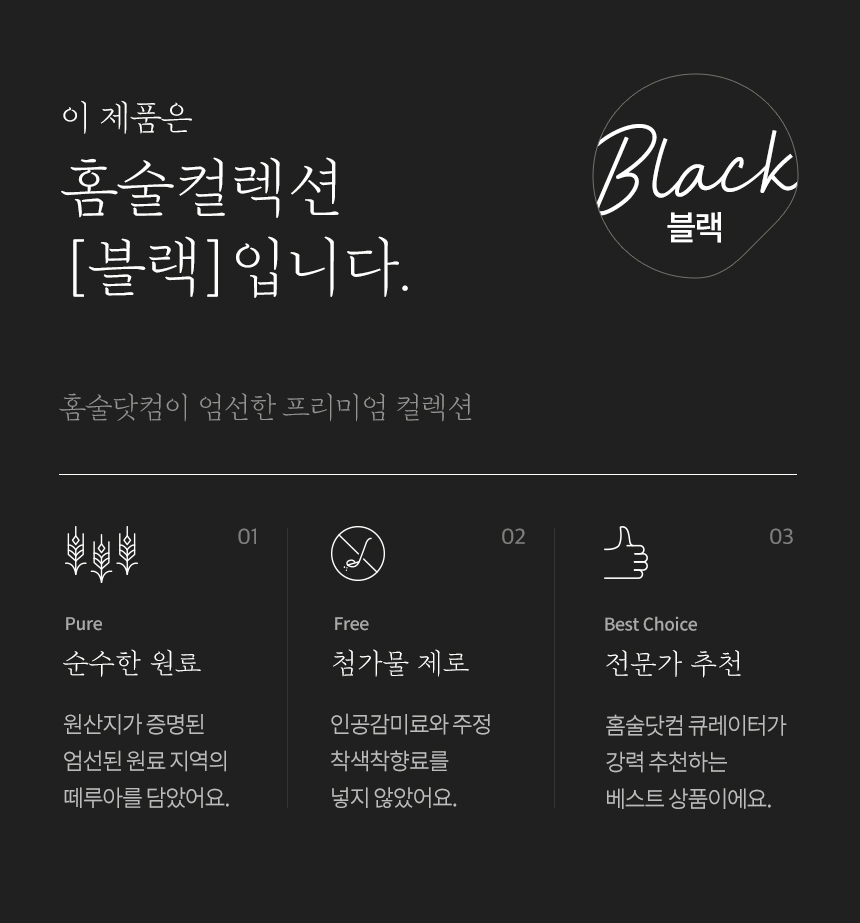 이 제품은
홈술컬렉션
[블랙]입니다.
Black
블랙
홈술닷컴이 엄선한 프리미엄 컬렉션
01
Pure
순수한 원료
원산지가 증명된
엄선된 원료 지역의
떼루아를 담았어요.
02
Free
첨가물 제로
인공감미료와 주정
착색착향료를
넣지 않았어요.
03
Best Choice
전문가 추천
홈술닷컴 큐레이터가
강력 추천하는
베스트 상품이에요.